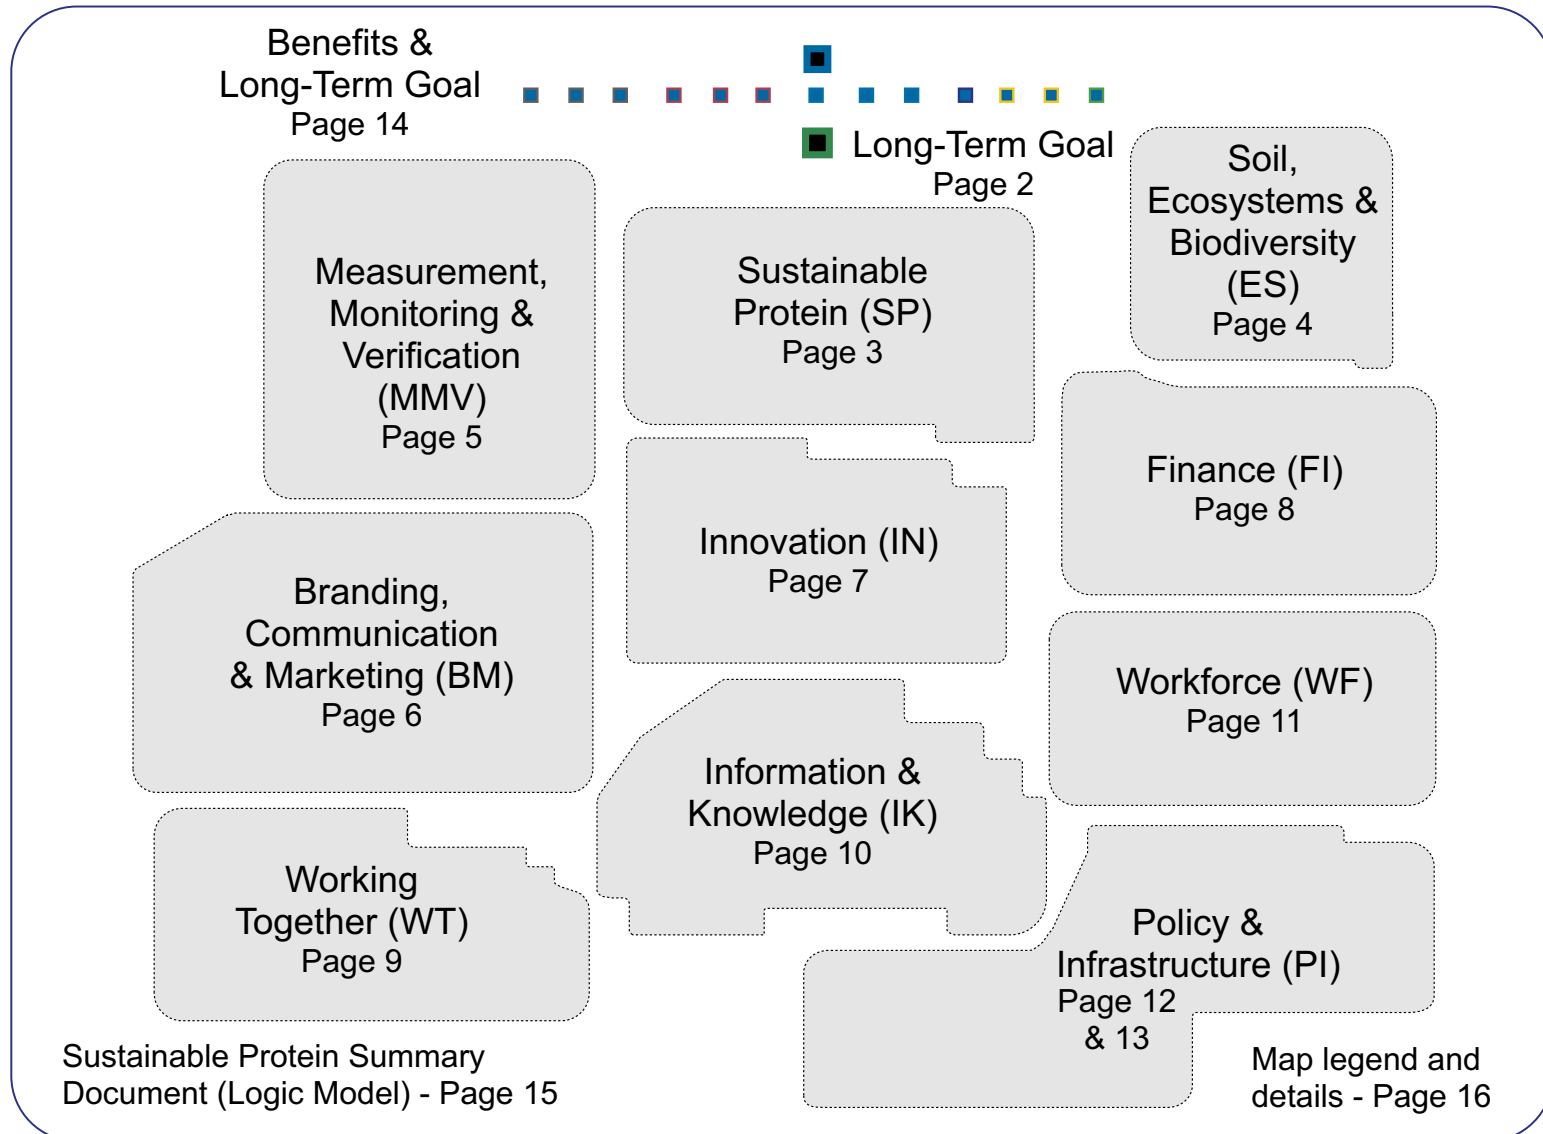 Benefits &
Long-Term Goal
Page 14
Long-Term Goal
Page 2
Soil,
Ecosystems &
Biodiversity
(ES)
Page 4
Measurement,
Monitoring &
Verification
(MMV)
Page 5
Sustainable
Protein (SP)
Page 3
Finance (FI)
Page 8
Innovation (IN)
Page 7
Branding,
Communication
& Marketing (BM)
Page 6
Workforce (WF)
Page 11
Information &
Knowledge (IK)
Page 10
Working
Together (WT)
Page 9
Policy &
Infrastructure (PI)
Page 12
& 13
Sustainable Protein Summary
Document (Logic Model) - Page 15
Map legend and
details - Page 16